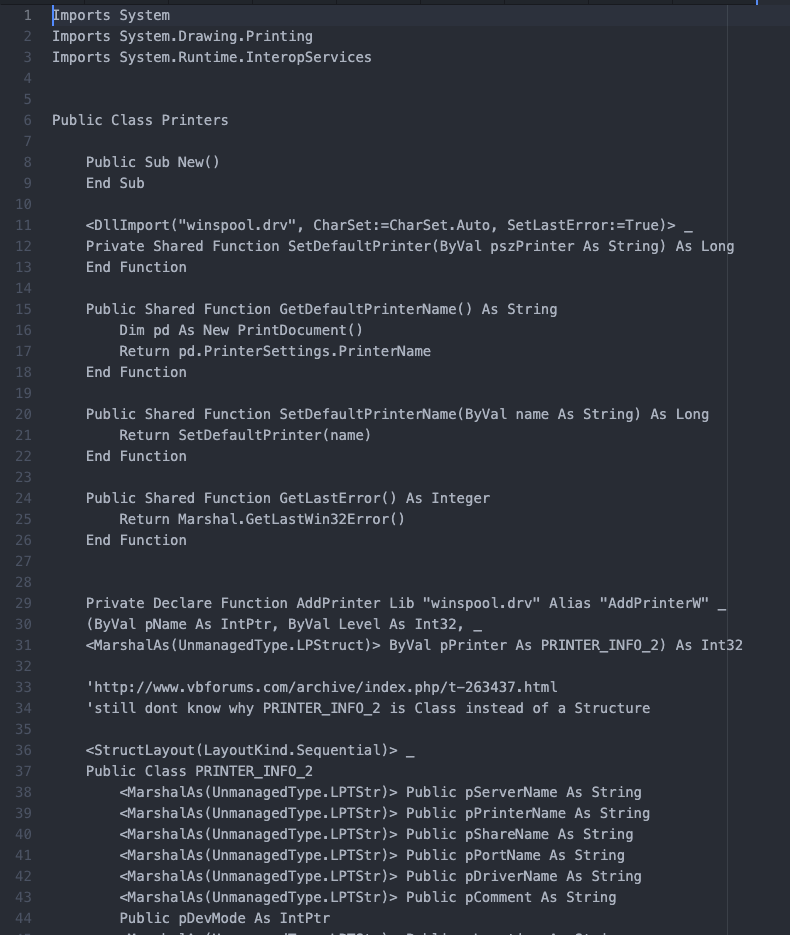 1 Imports System
2 Imports System.Drawing.Printing
3 Imports System.Runtime.InteropServices
4
5
6 Public Class Printers
7
8     Public Sub New()
9     End Sub
10
11     <DllImport("winspool.drv", CharSet:=CharSet.Auto, SetLastError:=True)> _
12     Private Shared Function SetDefaultPrinter(ByVal pszPrinter As String) As Long
13     End Function
14
15     Public Shared Function GetDefaultPrinterName() As String
16         Dim pd As New PrintDocument()
17         Return pd.PrinterSettings.PrinterName
18     End Function
19
20     Public Shared Function SetDefaultPrinterName(ByVal name As String) As Long
21         Return SetDefaultPrinter(name)
22     End Function
23
24     Public Shared Function GetLastError() As Integer
25         Return Marshal.GetLastWin32Error()
26     End Function
27
28
29     Private Declare Function AddPrinter Lib "winspool.drv" Alias "AddPrinterW" _
30     (ByVal pName As IntPtr, ByVal Level As Int32, _
31     <MarshalAs(UnmanagedType.LPStruct)> ByVal pPrinter As PRINTER_INFO_2) As Int32
32
33     'http://www.vbforums.com/archive/index.php/t-263437.html
34     'still dont know why PRINTER_INFO_2 is Class instead of a Structure
35
36     <StructLayout(LayoutKind.Sequential)> _
37     Public Class PRINTER_INFO_2
38         <MarshalAs(UnmanagedType.LPTStr)> Public pServerName As String
39         <MarshalAs(UnmanagedType.LPTStr)> Public pPrinterName As String
40         <MarshalAs(UnmanagedType.LPTStr)> Public pShareName As String
41         <MarshalAs(UnmanagedType.LPTStr)> Public pPortName As String
42         <MarshalAs(UnmanagedType.LPTStr)> Public pDriverName As String
43         <MarshalAs(UnmanagedType.LPTStr)> Public pComment As String
44         Public pDevMode As IntPtr